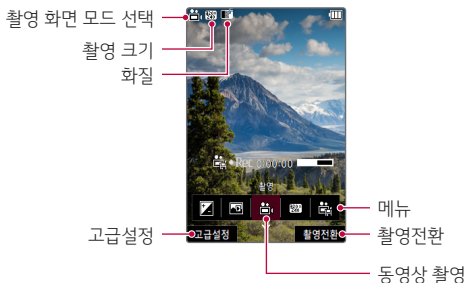 촬영 화면 모드 선택
촬영 크기
화질
Rec 0:00:00
촬영
메뉴
고급설정
고급설정
촬영전환
촬영전환
동영상 촬영